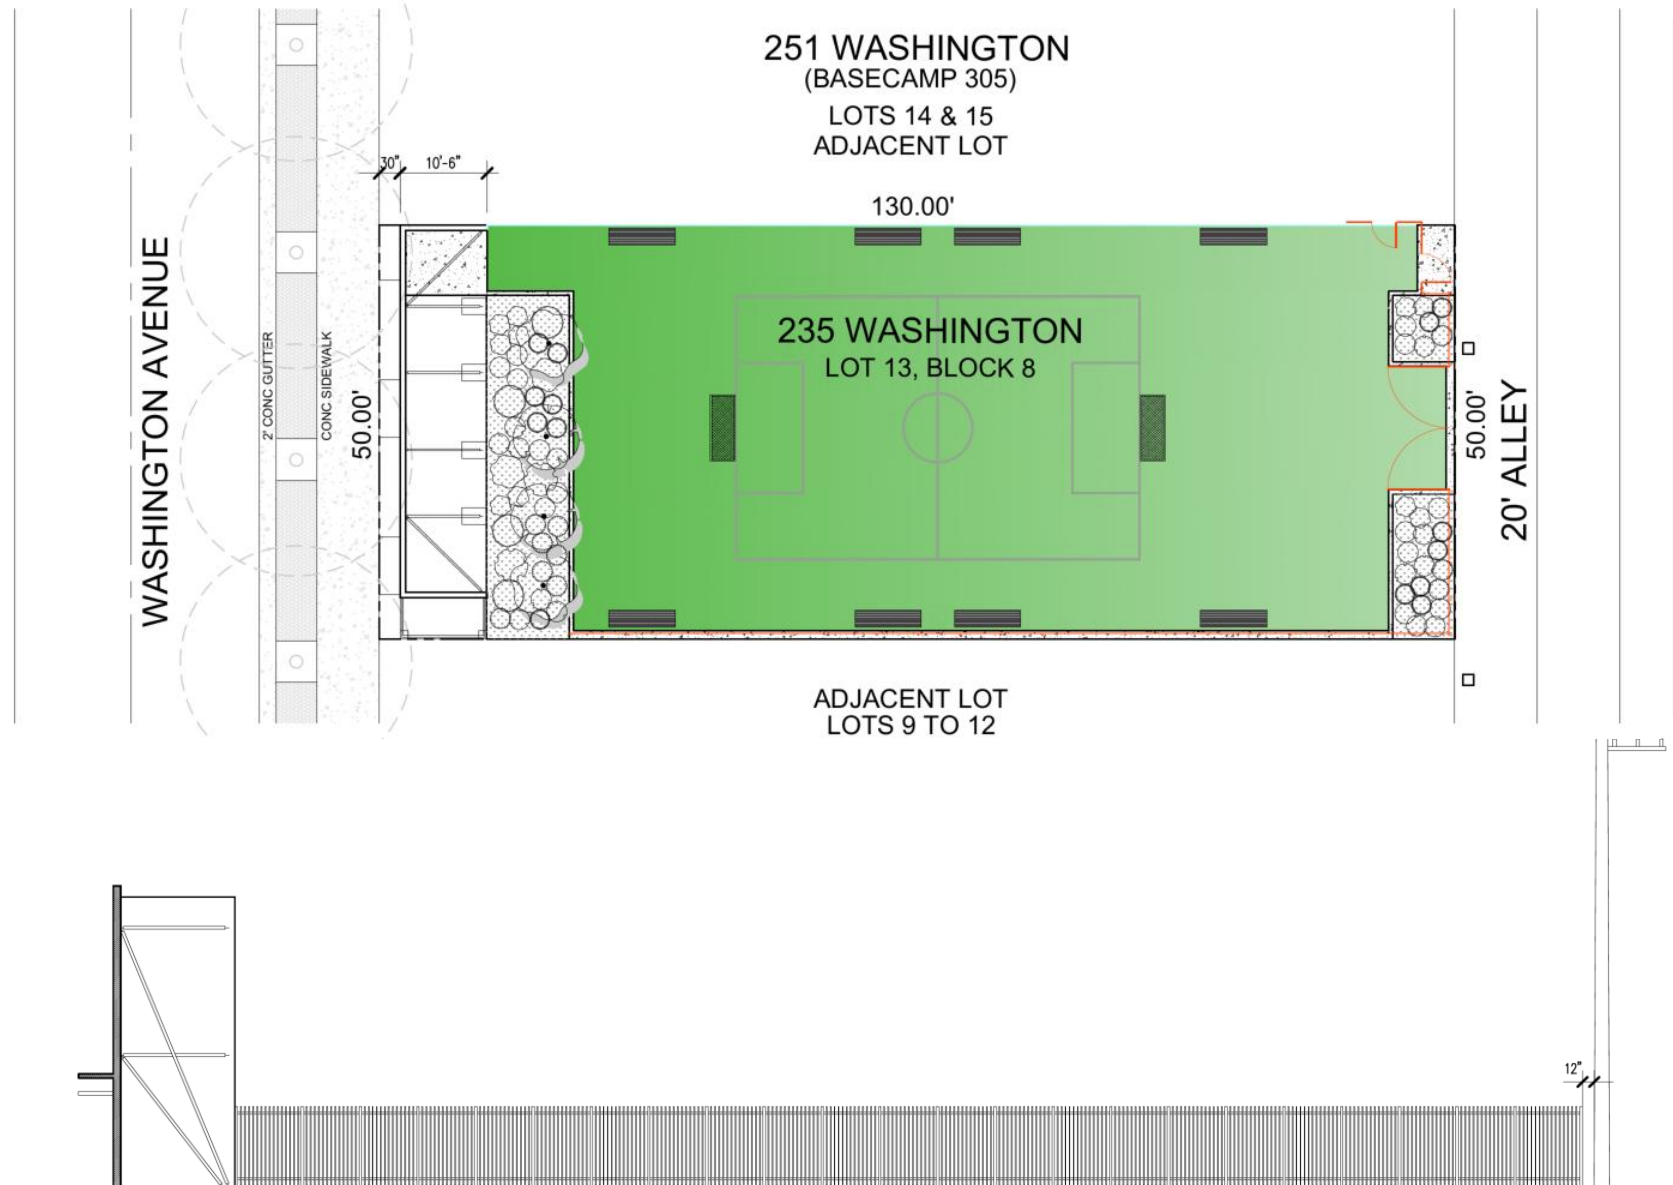 251 WASHINGTON
(BASECAMP 305)
LOTS 14 & 15
ADJACENT LOT
30" 10'-6"
130.00'
WASHINGTON AVENUE
2' CONC GUTTER
CONC SIDEWALK
50.00'
235 WASHINGTON
LOT 13, BLOCK 8
50.00'
20' ALLEY
ADJACENT LOT
LOTS 9 TO 12
12"